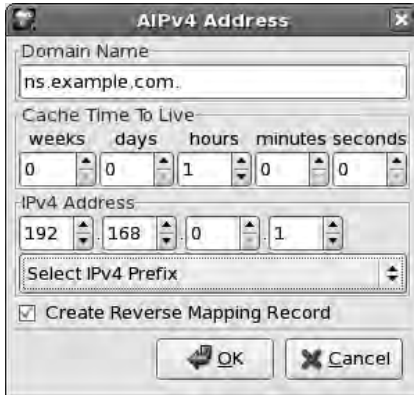 AIPv4 Address
Domain Name
ns.example.com.
Cache Time To Live
weeks days hours minutes seconds
0 0 1 0 0
IPv4 Address
192 . 168 . 0 . 1
Select IPv4 Prefix
Create Reverse Mapping Record
OK Cancel